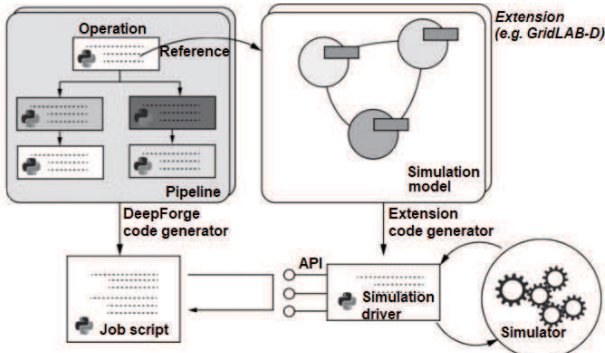 Operation
Reference
Pipeline
Extension
(e.g. GridLAB-D)
Simulation
model
DeepForge
code generator
Extension
code generator
Job script
API
Simulation
driver
Simulator